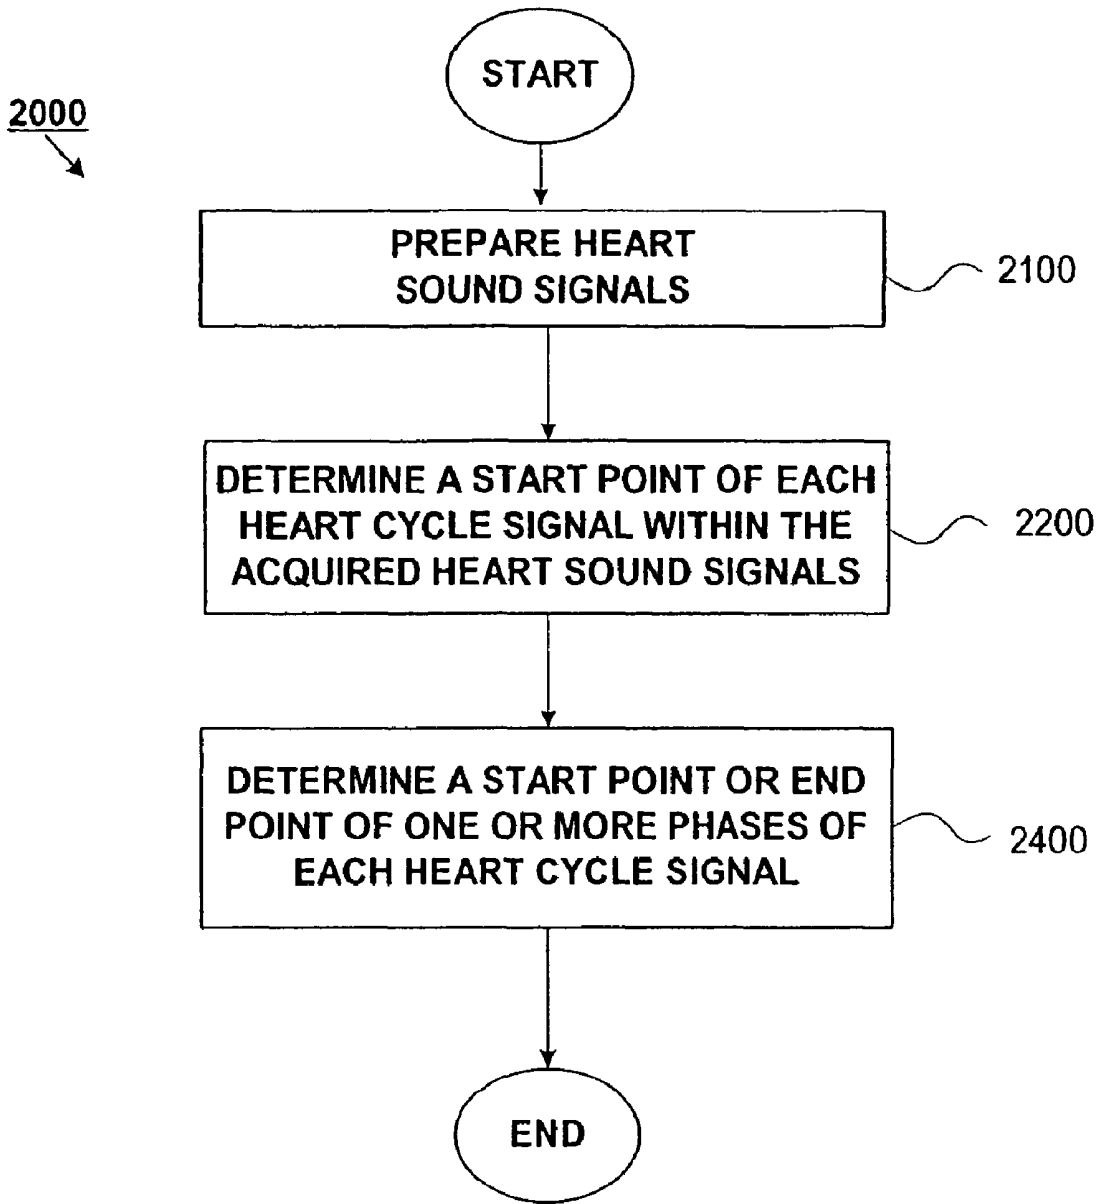 START
2000
PREPARE HEART
SOUND SIGNALS
2100
DETERMINE A START POINT OF EACH
HEART CYCLE SIGNAL WITHIN THE
ACQUIRED HEART SOUND SIGNALS
2200
DETERMINE A START POINT OR END
POINT OF ONE OR MORE PHASES OF
EACH HEART CYCLE SIGNAL
2400
END